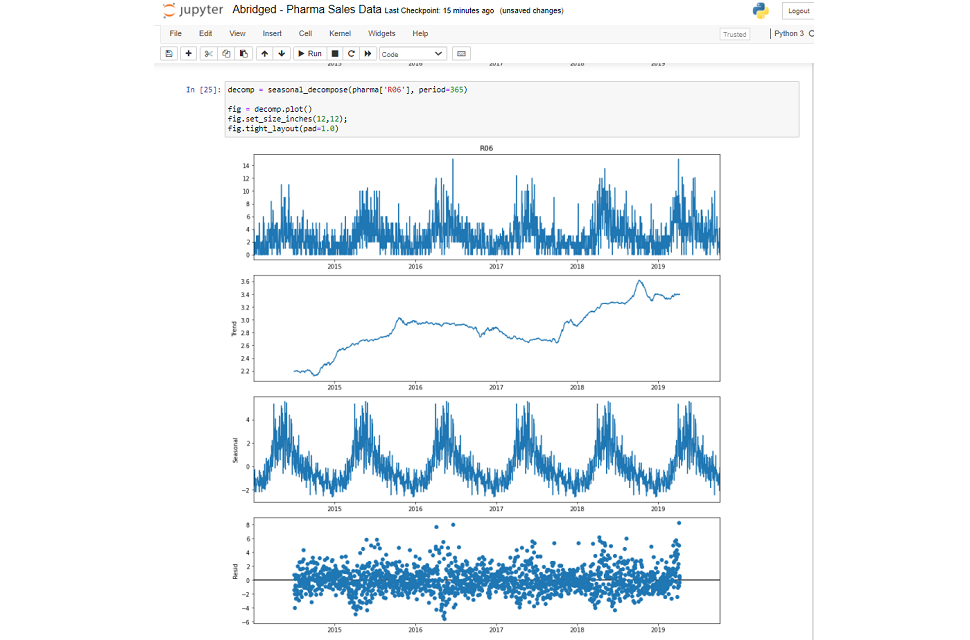 jupyter Abridged - Pharma Sales Data Last Checkpoint: 15 minutes ago (unsaved changes) Logout
File Edit View Insert Cell Kernel Widgets Help Trusted Python 3
Run Code
2015 2016 2017 2018 2019
In [25]: decomp = seasonal_decompose(pharma['R06'], period=365)
fig = decomp.plot()
fig.set_size_inches(12,12);
fig.tight_layout(pad=1.0)
R06
14
12
10
8
6
4
2
0
2015 2016 2017 2018 2019
3.6
3.4
3.2
3.0
2.8
2.6
2.4
2.2
Trend
2015 2016 2017 2018 2019
4
2
0
−2
Seasonal
2015 2016 2017 2018 2019
8
6
4
2
0
−2
−4
−6
Resid
2015 2016 2017 2018 2019